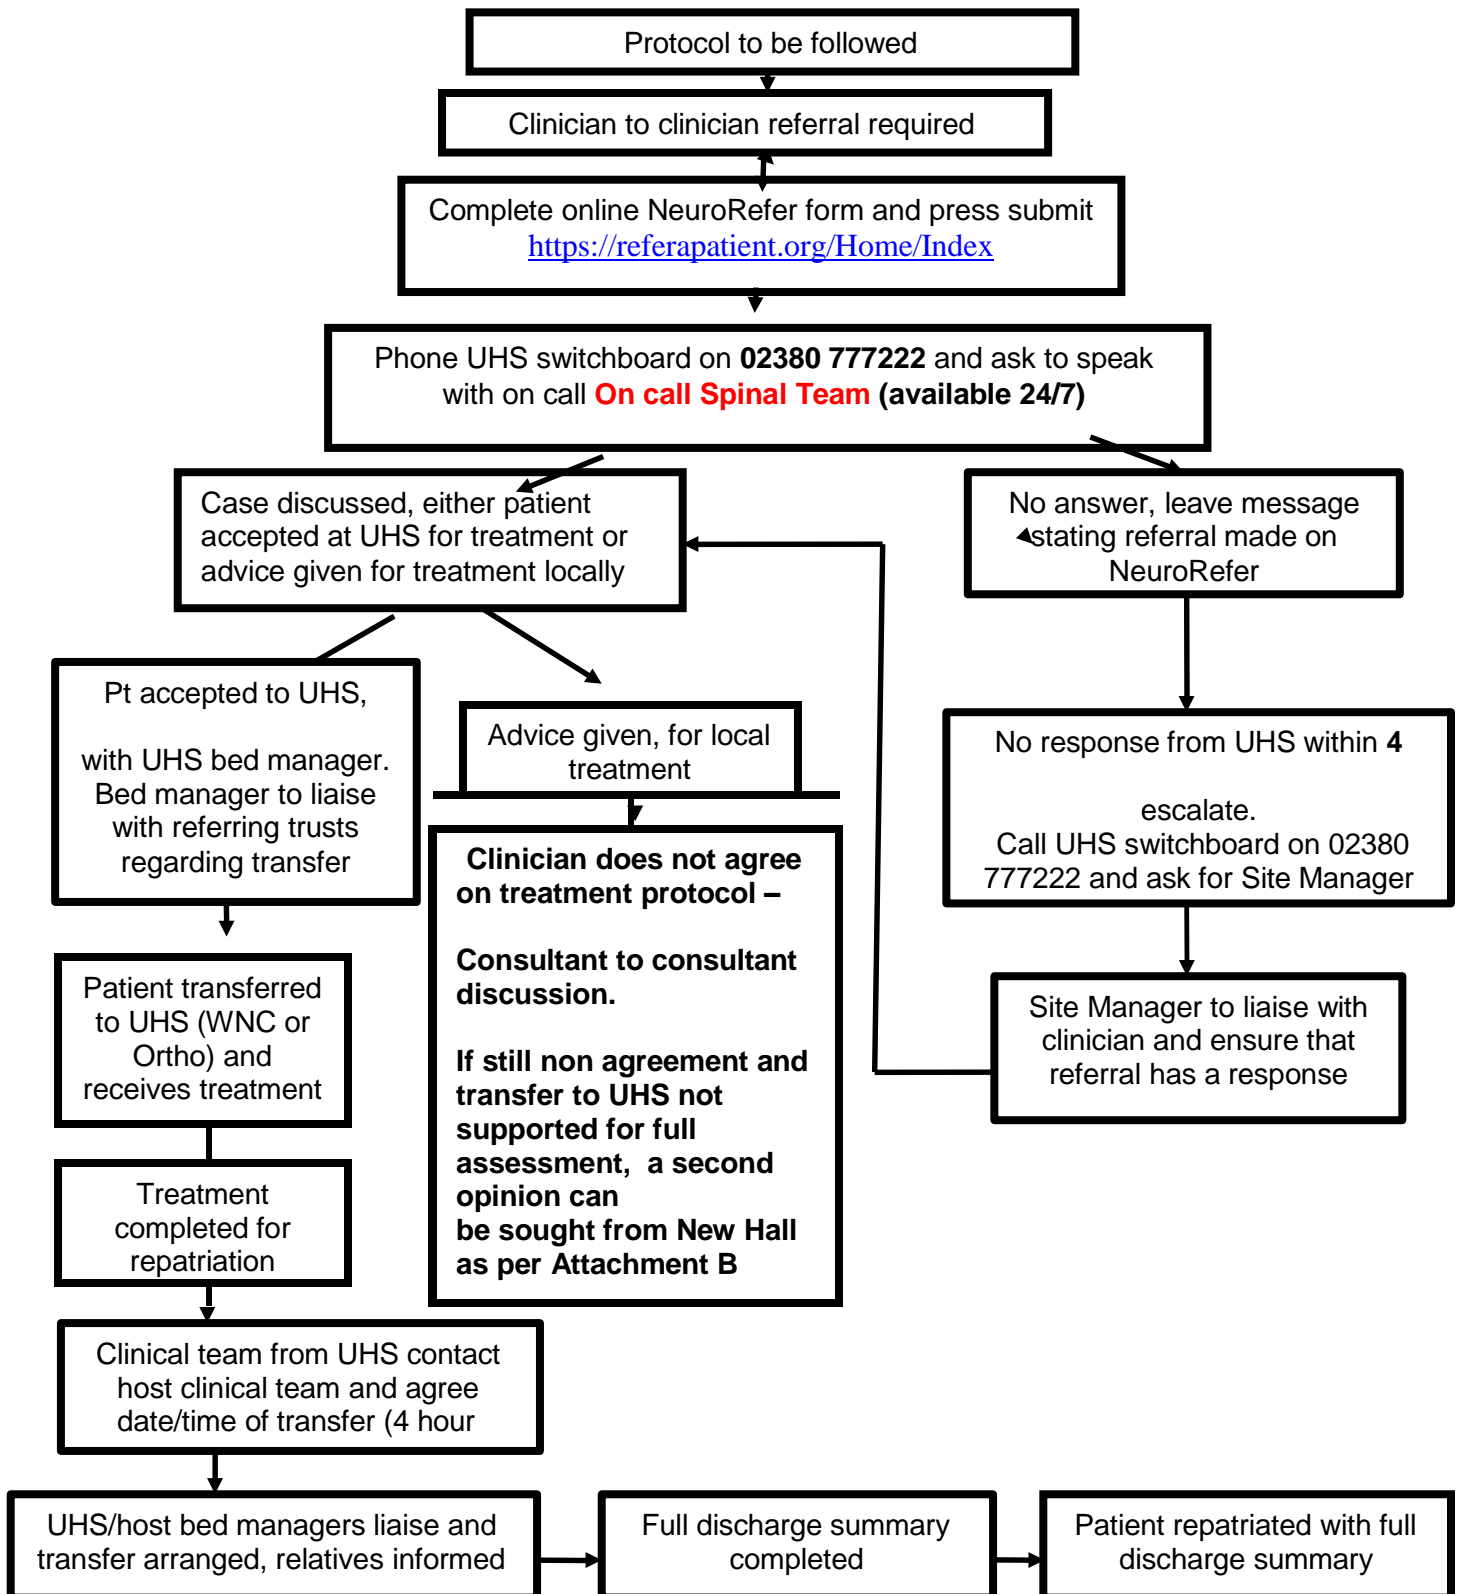 Protocol to be followed
Clinician to clinician referral required
Complete online NeuroRefer form and press submit
https://referapatient.org/Home/Index
Phone UHS switchboard on 02380 777222 and ask to speak
with on call On call Spinal Team (available 24/7)
Case discussed, either patient
accepted at UHS for treatment or
advice given for treatment locally
No answer, leave message
stating referral made on
NeuroRefer
Pt accepted to UHS,
with UHS bed manager.
Bed manager to liaise
with referring trusts
regarding transfer
Advice given, for local
treatment
No response from UHS within 4
escalate.
Call UHS switchboard on 02380
777222 and ask for Site Manager
Clinician does not agree
on treatment protocol –
Consultant to consultant
discussion.
If still non agreement and
transfer to UHS not
supported for full
assessment, a second
opinion can
be sought from New Hall
as per Attachment B
Patient transferred
to UHS (WNC or
Ortho) and
receives treatment
Site Manager to liaise with
clinician and ensure that
referral has a response
Treatment
completed for
repatriation
Clinical team from UHS contact
host clinical team and agree
date/time of transfer (4 hour
UHS/host bed managers liaise and
transfer arranged, relatives informed
Full discharge summary
completed
Patient repatriated with full
discharge summary